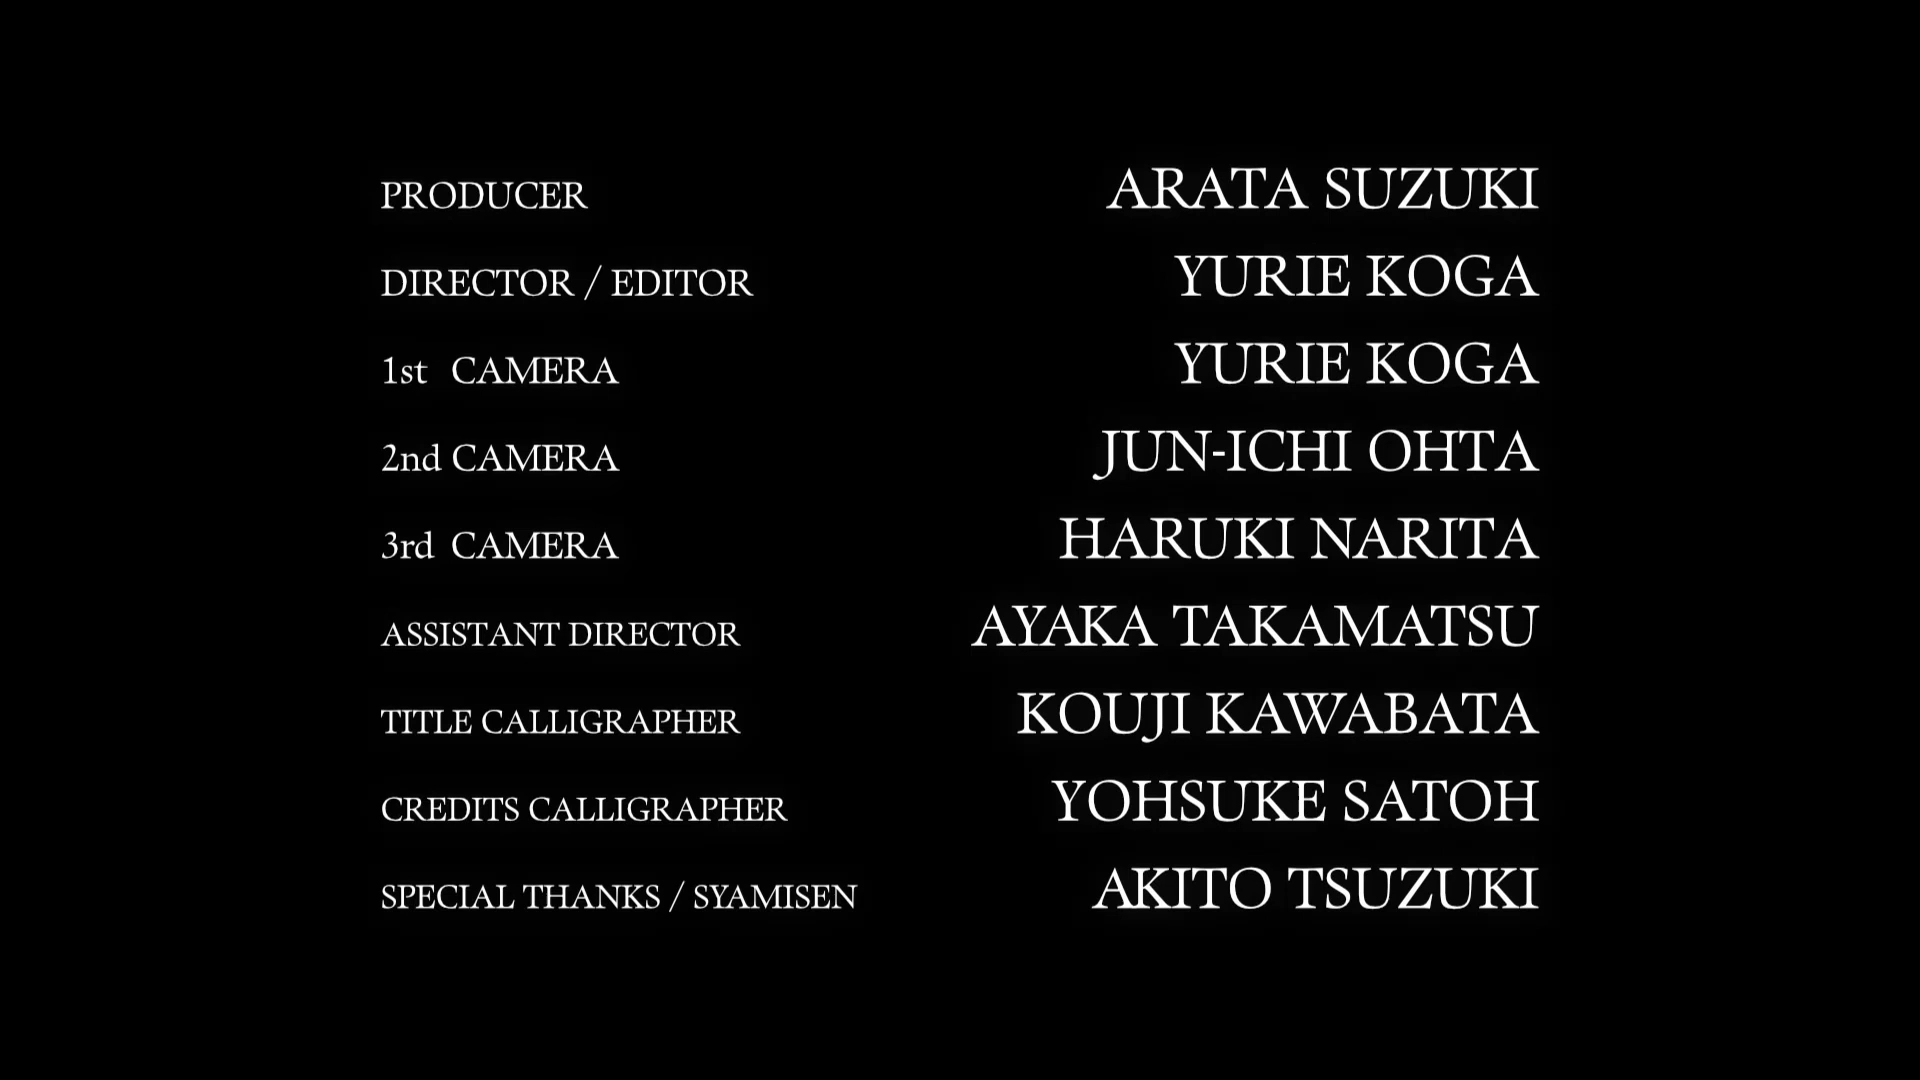 PRODUCER ARATA SUZUKI
DIRECTOR / EDITOR YURIE KOGA
1st CAMERA YURIE KOGA
2nd CAMERA JUN-ICHI OHTA
3rd CAMERA HARUKI NARITA
ASSISTANT DIRECTOR AYAKA TAKAMATSU
TITLE CALLIGRAPHER KOUJI KAWABATA
CREDITS CALLIGRAPHER YOHSUKE SATOH
SPECIAL THANKS / SYAMISEN AKITO TSUZUKI